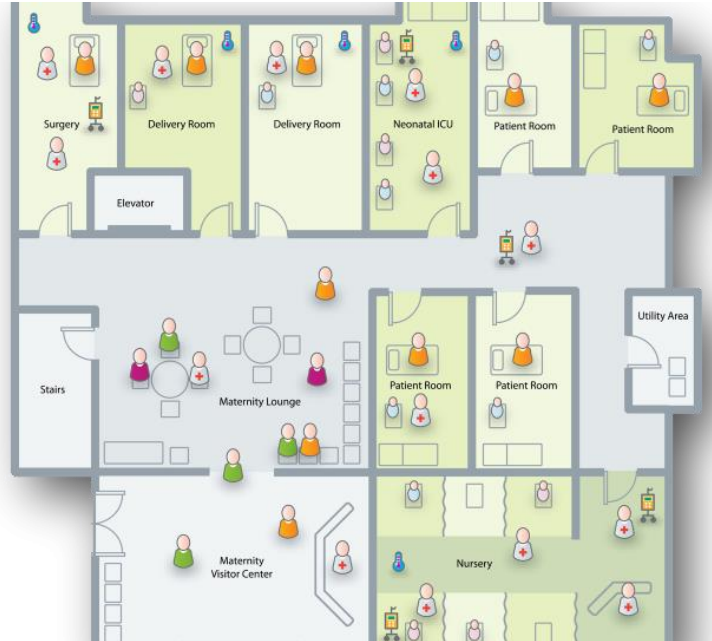 Surgery
Delivery Room
Delivery Room
Neonatal ICU
Patient Room
Patient Room
Elevator
Utility Area
Stairs
Maternity Lounge
Patient Room
Patient Room
Maternity
Visitor Center
Nursery